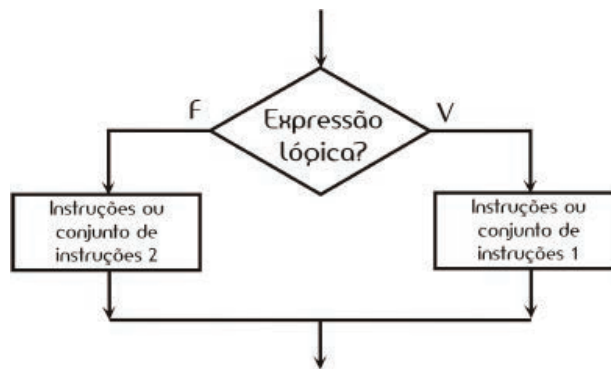 F
Expressão
lógica?
V
Instruções ou
conjunto de
instruções 2
Instruções ou
conjunto de
instruções 1